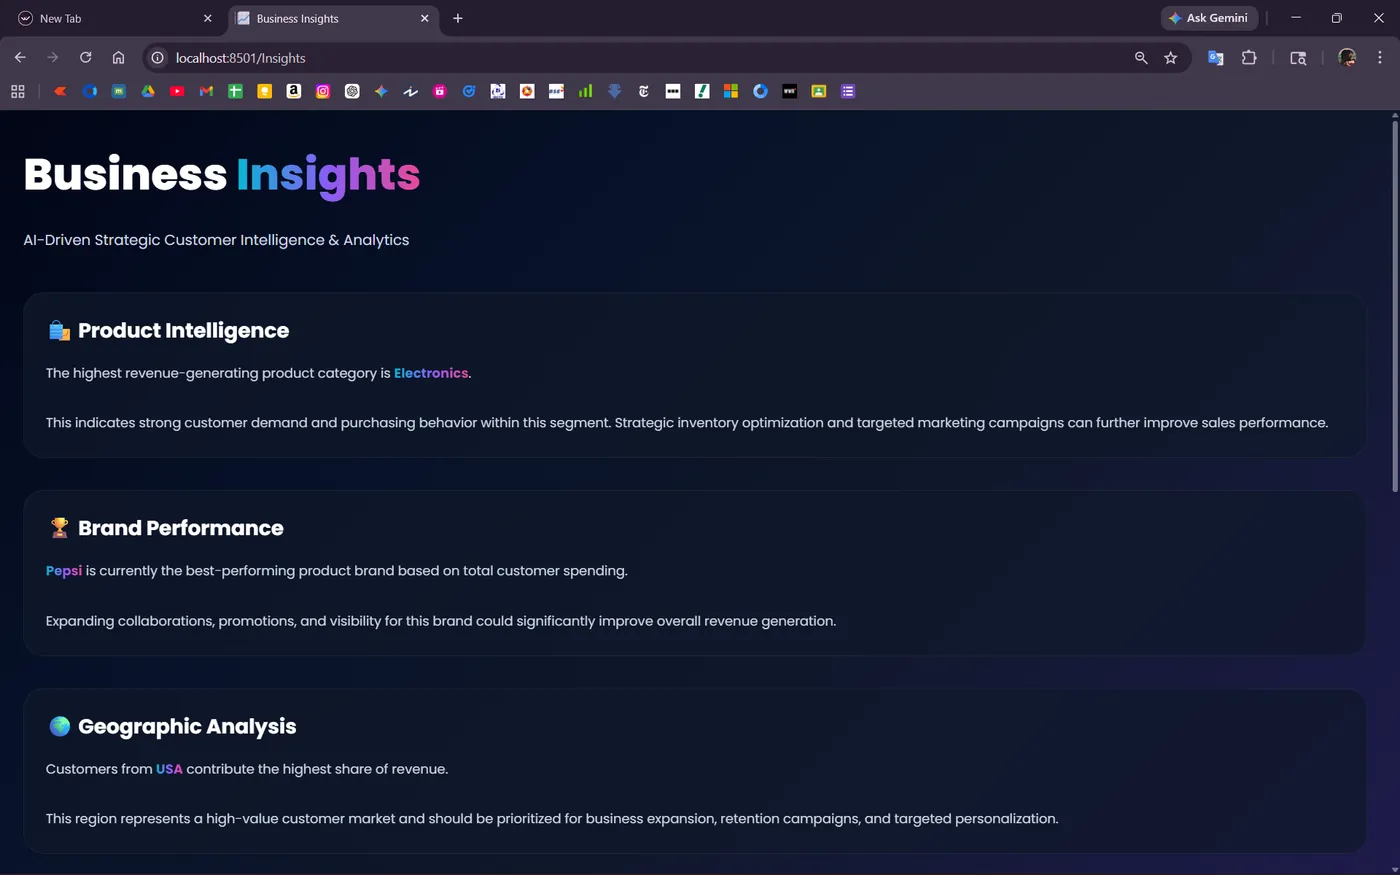 New Tab
Business Insights
Ask Gemini
localhost:8501/Insights
Business Insights
AI-Driven Strategic Customer Intelligence & Analytics
Product Intelligence
The highest revenue-generating product category is Electronics.
This indicates strong customer demand and purchasing behavior within this segment. Strategic inventory optimization and targeted marketing campaigns can further improve sales performance.
Brand Performance
Pepsi is currently the best-performing product brand based on total customer spending.
Expanding collaborations, promotions, and visibility for this brand could significantly improve overall revenue generation.
Geographic Analysis
Customers from USA contribute the highest share of revenue.
This region represents a high-value customer market and should be prioritized for business expansion, retention campaigns, and targeted personalization.